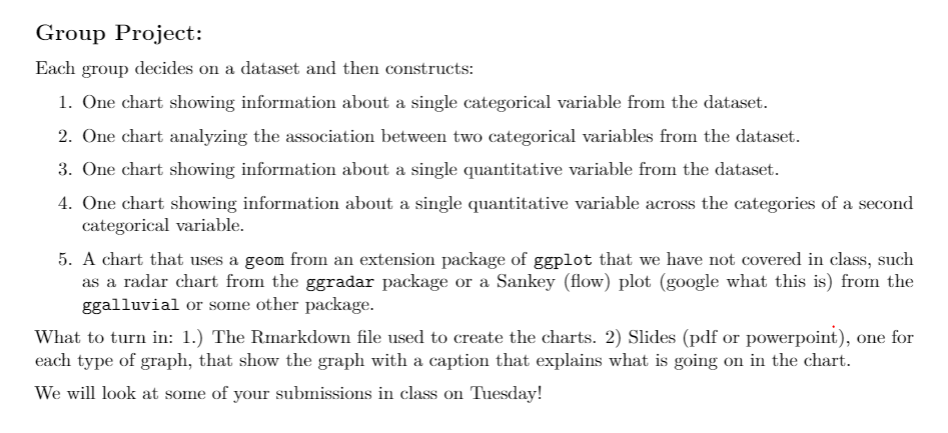 Group Project:
Each group decides on a dataset and then constructs:
1. One chart showing information about a single categorical variable from the dataset.
2. One chart analyzing the association between two categorical variables from the dataset.
3. One chart showing information about a single quantitative variable from the dataset.
4. One chart showing information about a single quantitative variable across the categories of a second
categorical variable.
5. A chart that uses a geom from an extension package of ggplot that we have not covered in class, such
as a radar chart from the ggradar package or a Sankey (flow) plot (google what this is) from the
ggalluvial or some other package.
What to turn in: 1.) The Rmarkdown file used to create the charts. 2) Slides (pdf or powerpoint), one for
each type of graph, that show the graph with a caption that explains what is going on in the chart.
We will look at some of your submissions in class on Tuesday!